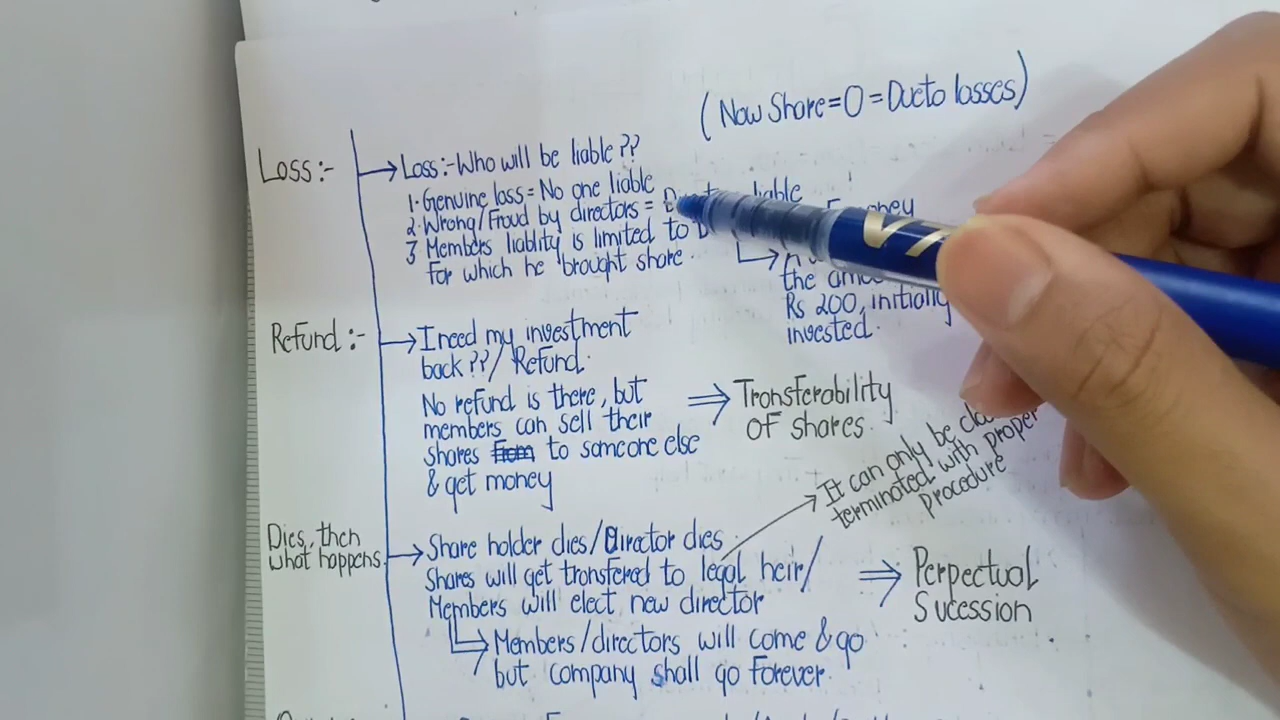 (Now Share=0=Due to losses)
Loss:-
Loss:-Who will be liable??
1. Genuine loss= No one liable
2. Wrong/Fraud by directors = liable
3 Members liablity is limited to
for which he brought share.
the
Rs 200, initially
invested.
Refund:-
I need my investment
back??/ Refund.
No refund is there, but
members can sell their
shares from to somcone else
& get money
Transferability
OF shares.
It can only be
terminated with proper
procedure
Dies, then
what happens.
Share holder dies/Director dies
Shares will get transfered to legal heir/
Members will elect new director
Perpectual
Sucession
Members/directors will come & go
but company shall go Forever.
V7